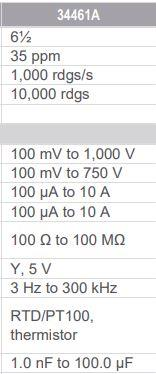 34461A
6½
35 ppm
1,000 rdgs/s
10,000 rdgs
100 mV to 1,000 V
100 mV to 750 V
100 µA to 10 A
100 µA to 10 A
100 Ω to 100 MΩ
Y, 5 V
3 Hz to 300 kHz
RTD/PT100,
thermistor
1.0 nF to 100.0 µF